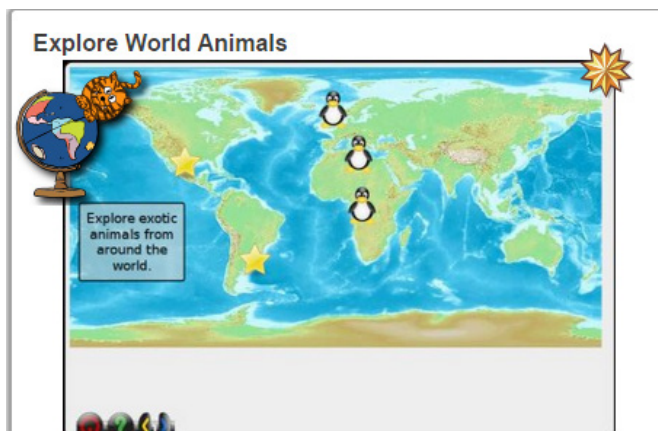 Explore World Animals
Explore exotic
animals from
around the
world.